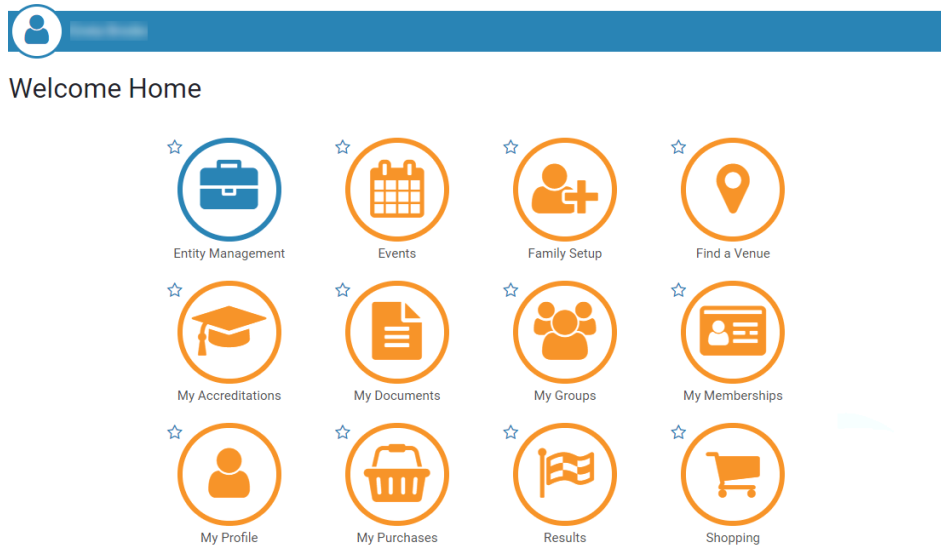 Welcome Home
Entity Management
Events
Family Setup
Find a Venue
My Accreditations
My Documents
My Groups
My Memberships
My Profile
My Purchases
Results
Shopping